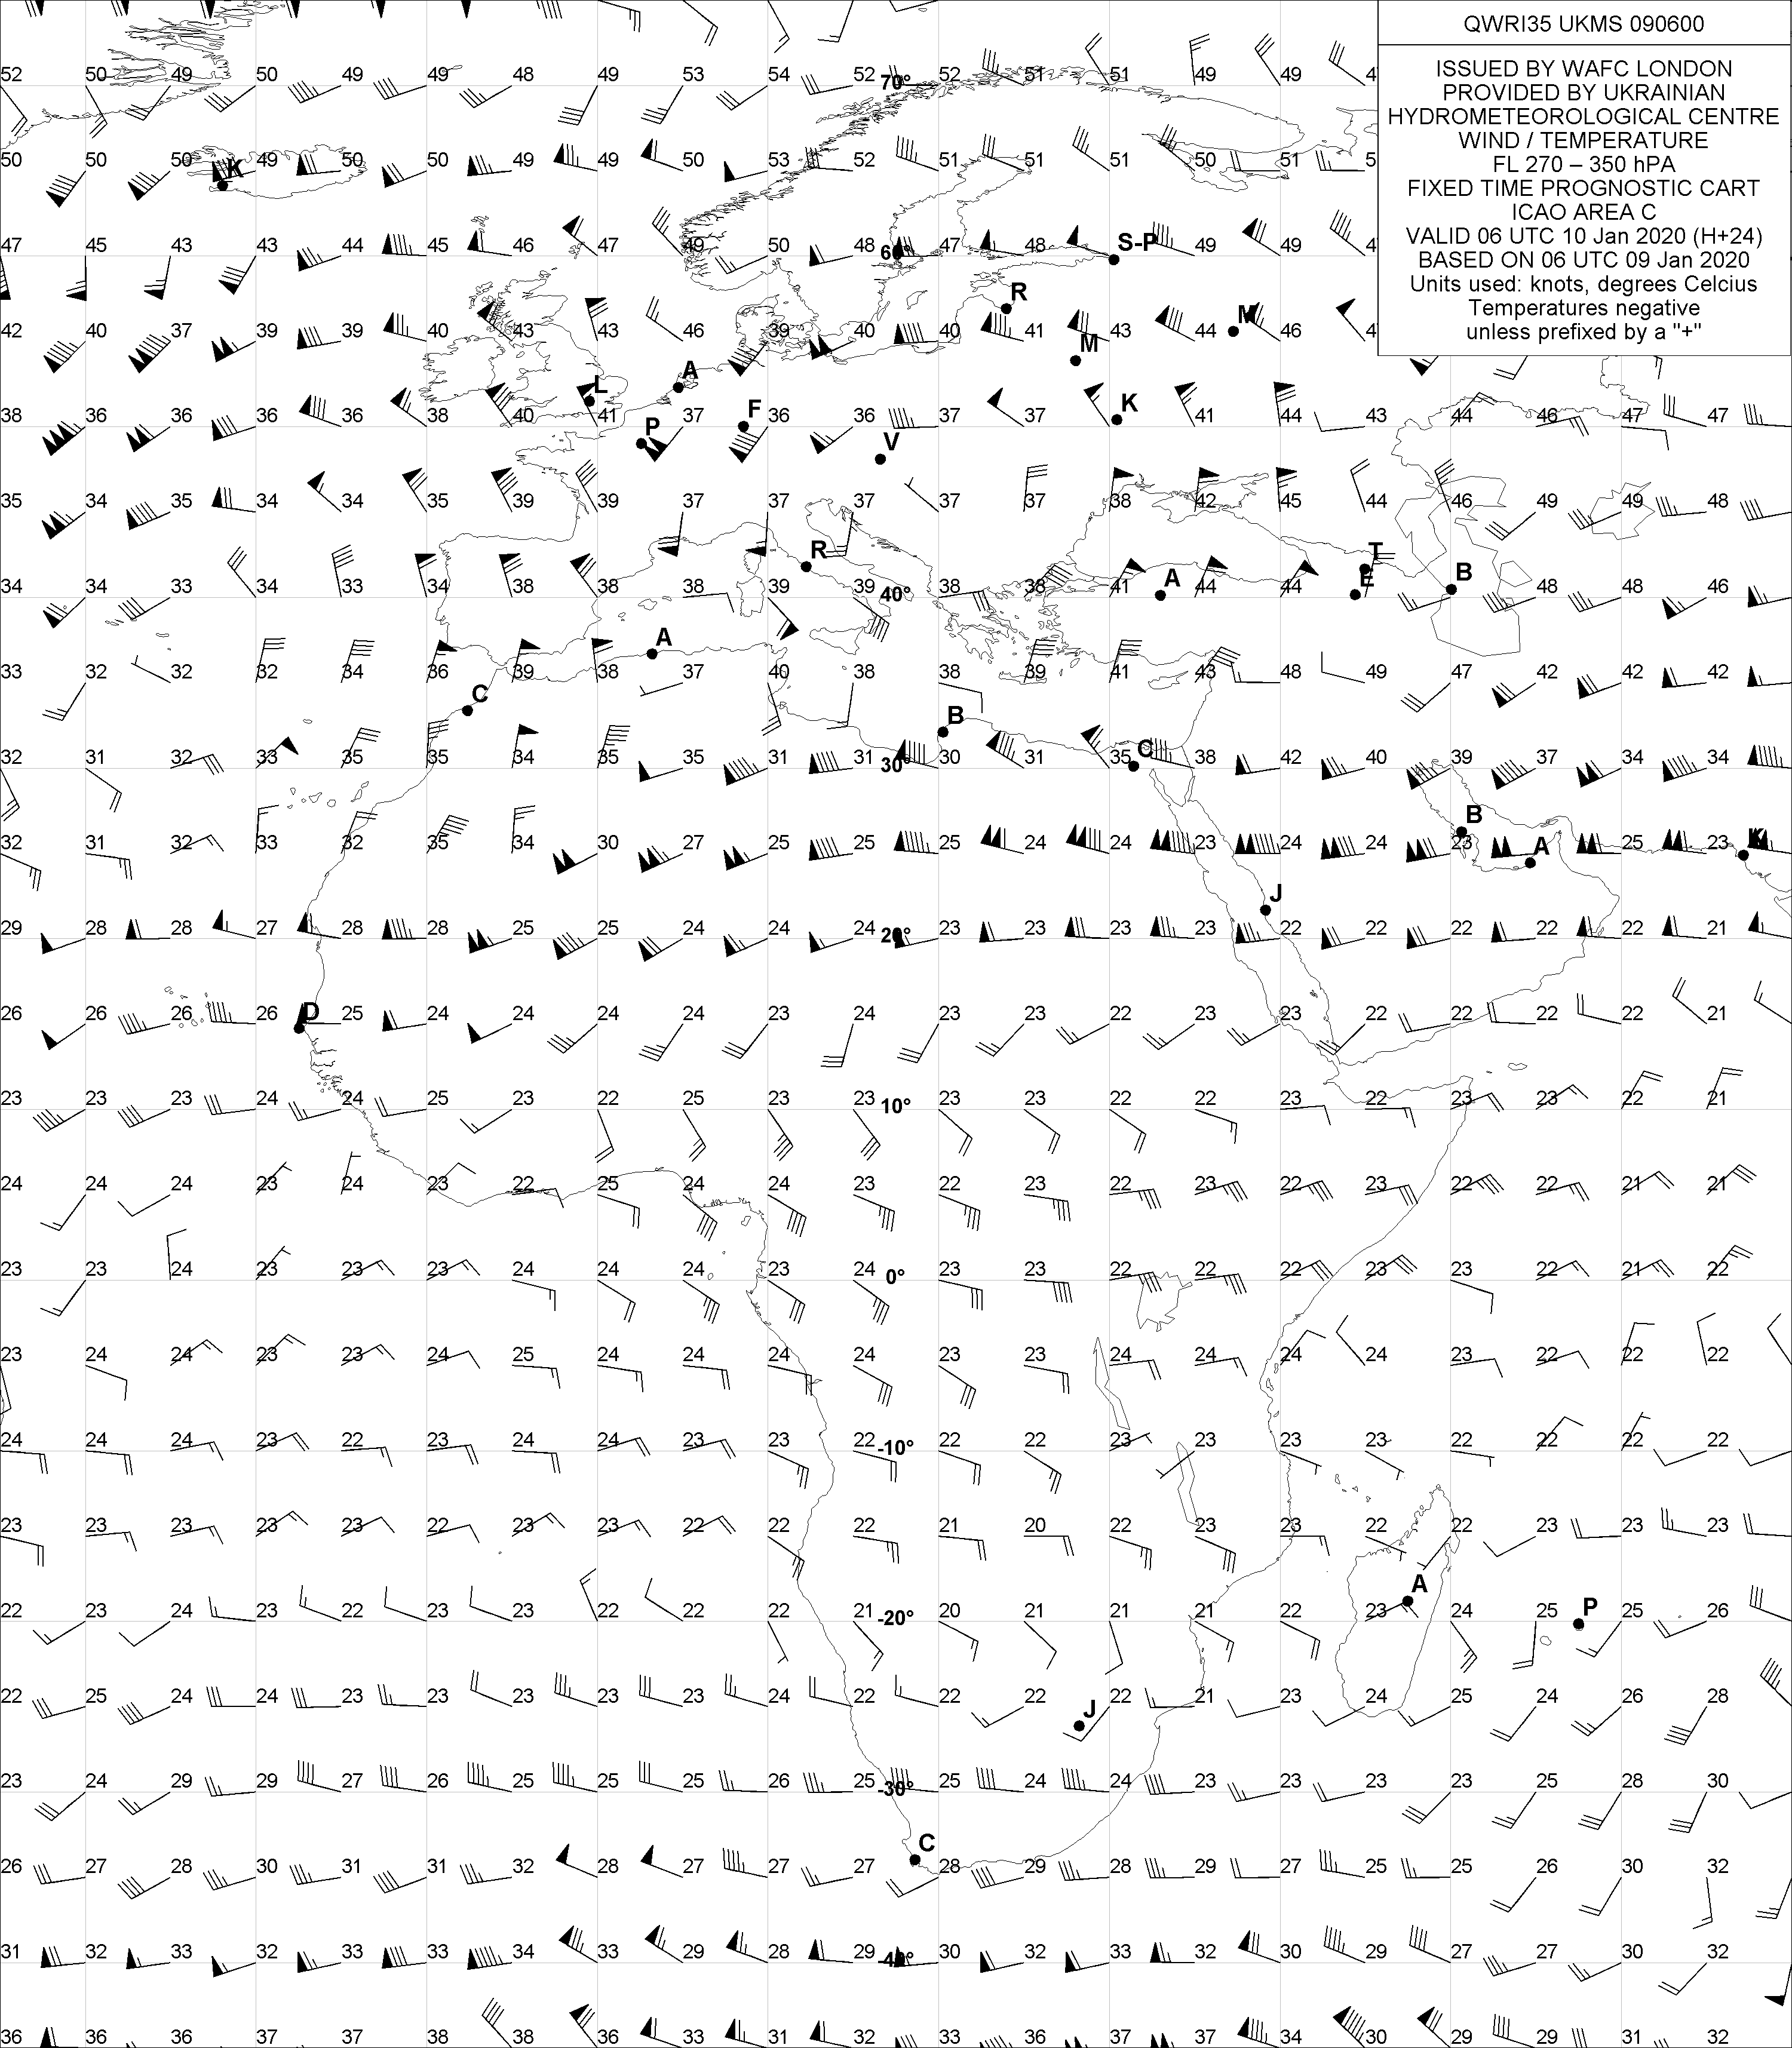 QWRI35 UKMS 090600
ISSUED BY WAFC LONDON
PROVIDED BY UKRAINIAN
HYDROMETEOROLOGICAL CENTRE
WIND / TEMPERATURE
FL 270 – 350 hPA
FIXED TIME PROGNOSTIC CART
ICAO AREA C
VALID 06 UTC 10 Jan 2020 (H+24)
BASED ON 06 UTC 09 Jan 2020
Units used: knots, degrees Celcius
Temperatures negative
unless prefixed by a "+"
52 50 49 50 49 49 48 49 53 54 52 70° 52 51 51 49 49
50 50 50 K 49 50 50 49 49 50 53 52 51 51 50 51
47 45 43 43 44 45 46 47 49 50 48 60° 47 48 S-P 49 49
R
42 40 37 39 39 40 43 43 46 39 40 40 41 43 44 M 46
M
A
L
38 36 36 36 36 38 40 41 P 37 F 36 36 V 37 37 K 41 44 43 44 46 47 47
35 34 35 34 34 35 39 39 37 37 37 37 37 38 42 45 44 46 49 49 48
R T
34 33 33 34 33 34 38 38 38 39 39 40° 38 38 41 A 44 44 E B 48 48 46
A
33 32 32 32 34 36 39 38 37 40 38 38 39 41 43 48 49 47 42 42 42
C
B
32 31 32 33 35 35 34 35 35 31 31 30° 30 31 35 C 38 42 40 39 37 34 34
B
32 31 32 33 32 35 34 30 27 25 25 25 24 24 23 24 24 23 A 25 23 K
J
29 28 28 27 28 28 25 25 24 24 24 20° 23 23 23 23 22 22 22 22 22 21
26 26 26 26 D 25 24 24 24 24 23 24 23 23 22 23 23 22 22 22 22 21
23 23 23 24 24 25 23 22 25 23 23 10° 23 23 22 22 23 22 23 23 22 21
24 24 24 23 24 23 22 25 24 24 23 22 23 22 23 22 23 22 22 21 21
23 23 24 23 22 23 24 24 24 23 24 0° 23 23 22 22 22 23 23 22 21 22
23 24 24 23 23 24 25 24 24 24 24 23 23 24 24 24 24 23 22 22 22
24 24 24 23 22 23 24 24 23 23 22 -10° 22 22 23 23 23 23 22 22 22 22
23 23 23 23 23 22 23 23 22 22 22 21 20 22 23 23 22 22 23 23 23
A
22 23 24 23 22 23 23 22 22 22 21 -20° 20 21 21 21 22 23 24 25 P 25 26
22 25 24 24 23 23 23 23 23 24 22 22 22 J 22 21 23 24 25 24 26 28
23 24 29 29 27 26 25 25 25 26 25 -30° 25 24 24 23 23 23 23 25 28 30
C
26 27 28 30 31 31 32 28 27 27 27 28 29 28 29 27 25 25 26 30 32
31 32 33 32 33 33 34 33 29 28 29 -40° 30 32 33 32 30 29 27 27 30 32
36 36 36 37 37 38 38 36 33 31 32 33 36 37 37 34 30 29 29 31 32